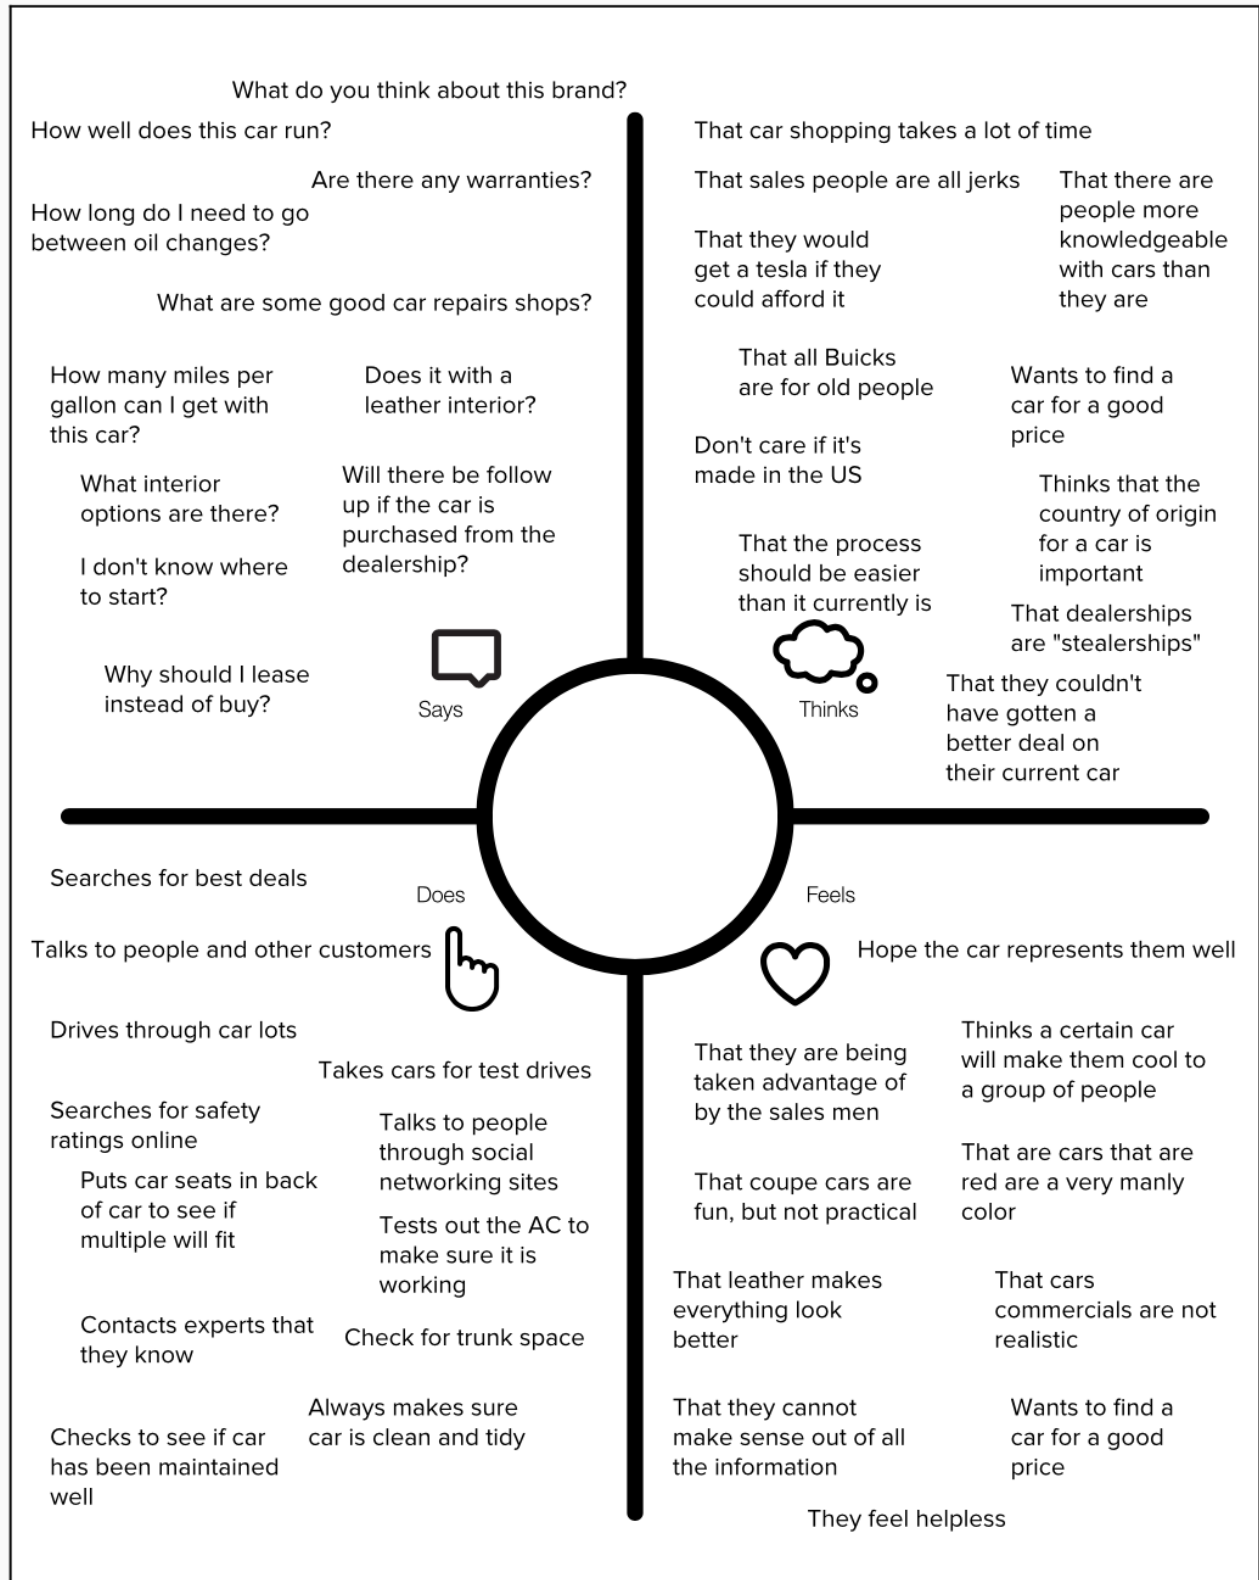 What do you think about this brand?
How well does this car run?
Are there any warranties?
How long do I need to go
between oil changes?
What are some good car repairs shops?
How many miles per
gallon can I get with
this car?
Does it with a
leather interior?
What interior
options are there?
Will there be follow
up if the car is
purchased from the
dealership?
I don't know where
to start?
Why should I lease
instead of buy?
Says
That car shopping takes a lot of time
That sales people are all jerks
That there are
people more
knowledgeable
with cars than
they are
That they would
get a tesla if they
could afford it
That all Buicks
are for old people
Wants to find a
car for a good
price
Don't care if it's
made in the US
Thinks that the
country of origin
for a car is
important
That the process
should be easier
than it currently is
That dealerships
are "stealerships"
That they couldn't
have gotten a
better deal on
their current car
Thinks
Searches for best deals
Does
Talks to people and other customers
Drives through car lots
Takes cars for test drives
Searches for safety
ratings online
Talks to people
through social
networking sites
Puts car seats in back
of car to see if
multiple will fit
Tests out the AC to
make sure it is
working
Contacts experts that
they know
Check for trunk space
Always makes sure
car is clean and tidy
Checks to see if car
has been maintained
well
Feels
Hope the car represents them well
That they are being
taken advantage of
by the sales men
Thinks a certain car
will make them cool to
a group of people
That coupe cars are
fun, but not practical
That are cars that are
red are a very manly
color
That leather makes
everything look
better
That cars
commercials are not
realistic
That they cannot
make sense out of all
the information
Wants to find a
car for a good
price
They feel helpless